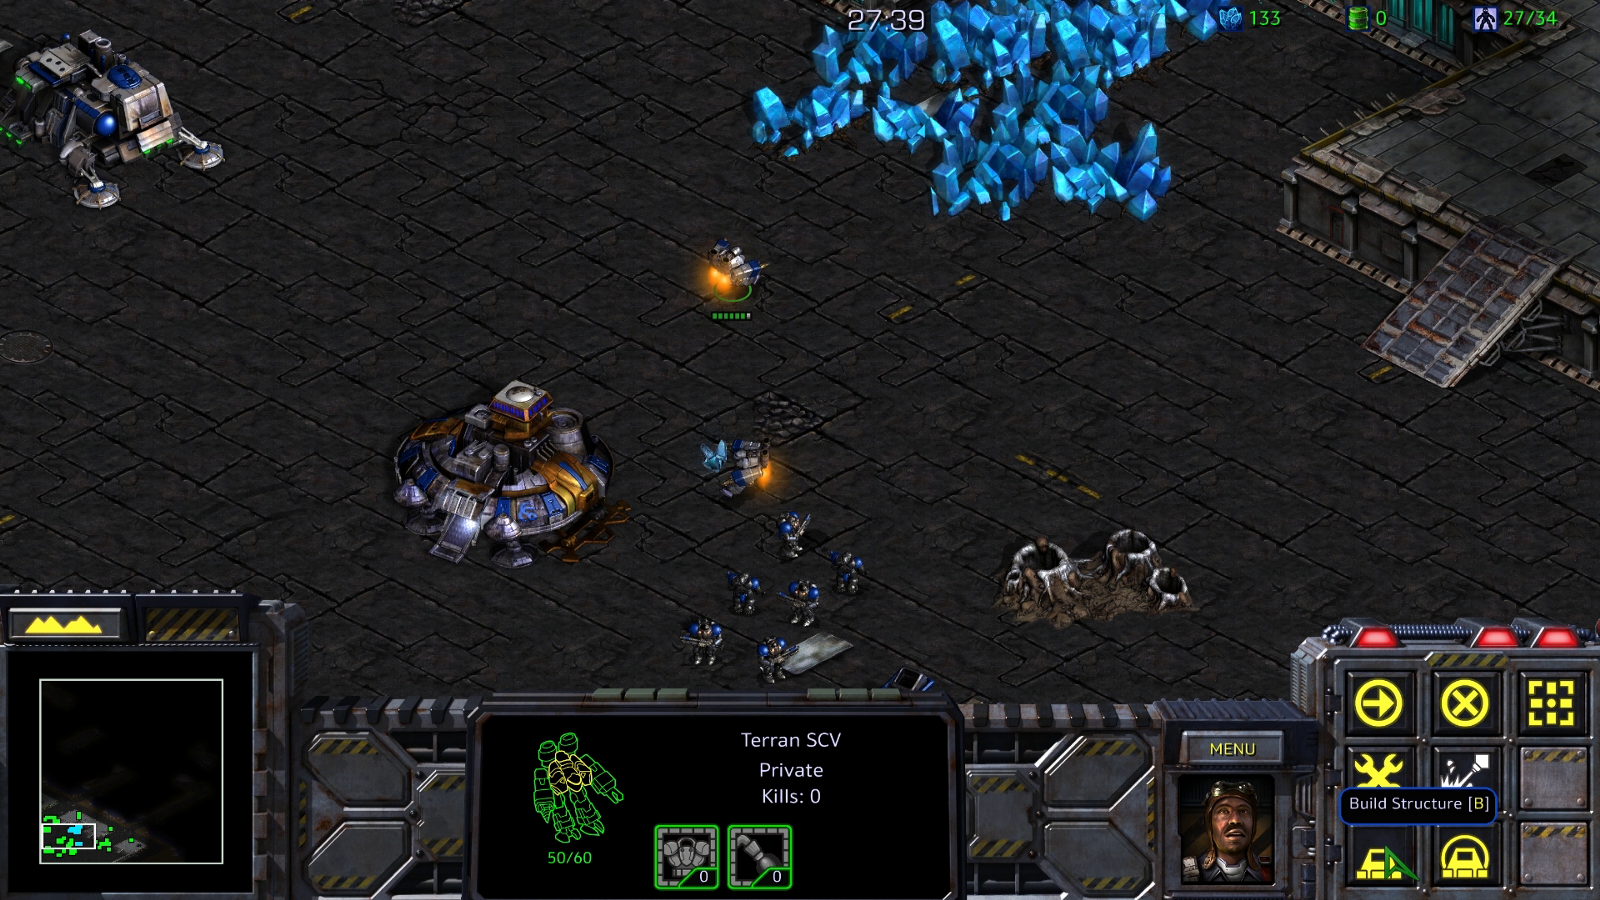 27:39
133
0
27/34
Terran SCV
Private
Kills: 0
50/60
0
0
MENU
Build Structure [B]